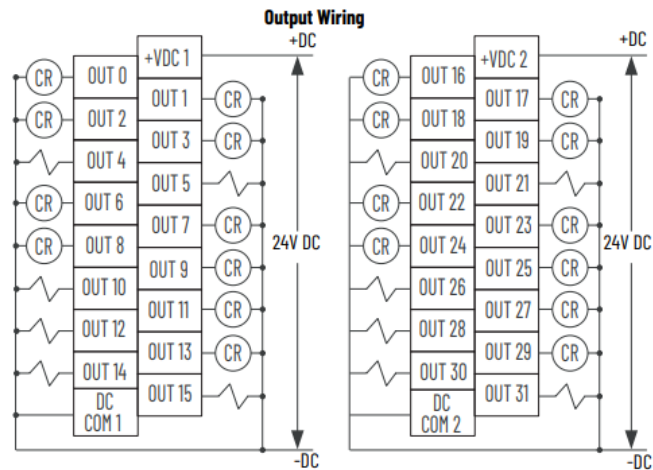 Output Wiring
+DC
+VDC 1
CR OUT 0
OUT 1 CR
CR OUT 2
OUT 3 CR
OUT 4
OUT 5
CR OUT 6
OUT 7 CR
CR OUT 8
24V DC
OUT 9 CR
OUT 10
OUT 11 CR
OUT 12
OUT 13 CR
OUT 14
OUT 15
DC
COM 1
-DC
+DC
+VDC 2
CR OUT 16
OUT 17 CR
CR OUT 18
OUT 19 CR
OUT 20
OUT 21
CR OUT 22
OUT 23 CR
CR OUT 24
24V DC
OUT 25 CR
OUT 26
OUT 27 CR
OUT 28
OUT 29 CR
OUT 30
OUT 31
DC
COM 2
-DC